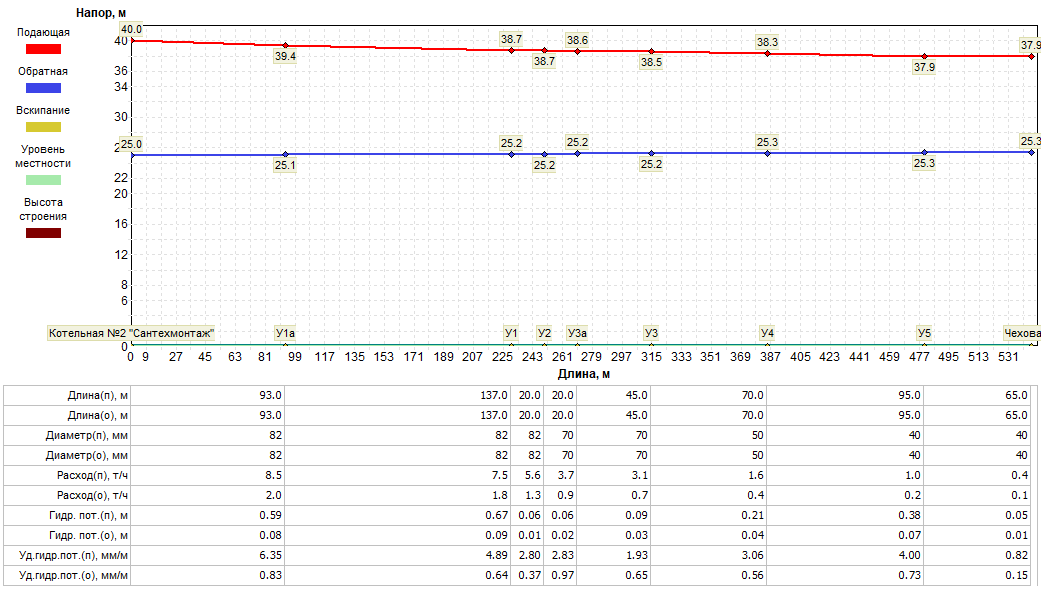 Напор, м
Подающая
Обратная
Вскипание
Уровень
местности
Высота
строения
40
36
34
30
22
20
16
12
8
6
0
40.0
39.4
38.7
38.7
38.6
38.5
38.3
37.9
37.9
25.0
25.1
25.2
25.2
25.2
25.2
25.3
25.3
25.3
Котельная №2 "Сантехмонтаж" У1а У1 У2 У3а У3 У4 У5 Чехова
0 9 27 45 63 81 99 117 135 153 171 189 207 225 243 261 279 297 315 333 351 369 387 405 423 441 459 477 495 513 531
Длина, м
Длина(п), м 93.0 137.0 20.0 20.0 45.0 70.0 95.0 65.0
Длина(о), м 93.0 137.0 20.0 20.0 45.0 70.0 95.0 65.0
Диаметр(п), мм 82 82 82 70 70 50 40 40
Диаметр(о), мм 82 82 82 70 70 50 40 40
Расход(п), т/ч 8.5 7.5 5.6 3.7 3.1 1.6 1.0 0.4
Расход(о), т/ч 2.0 1.8 1.3 0.9 0.7 0.4 0.2 0.1
Гидр. пот.(п), м 0.59 0.67 0.06 0.06 0.09 0.21 0.38 0.05
Гидр. пот.(о), м 0.08 0.09 0.01 0.02 0.03 0.04 0.07 0.01
Уд.гидр.пот.(п), мм/м 6.35 4.89 2.80 2.83 1.93 3.06 4.00 0.82
Уд.гидр.пот.(о), мм/м 0.83 0.64 0.37 0.97 0.65 0.56 0.73 0.15